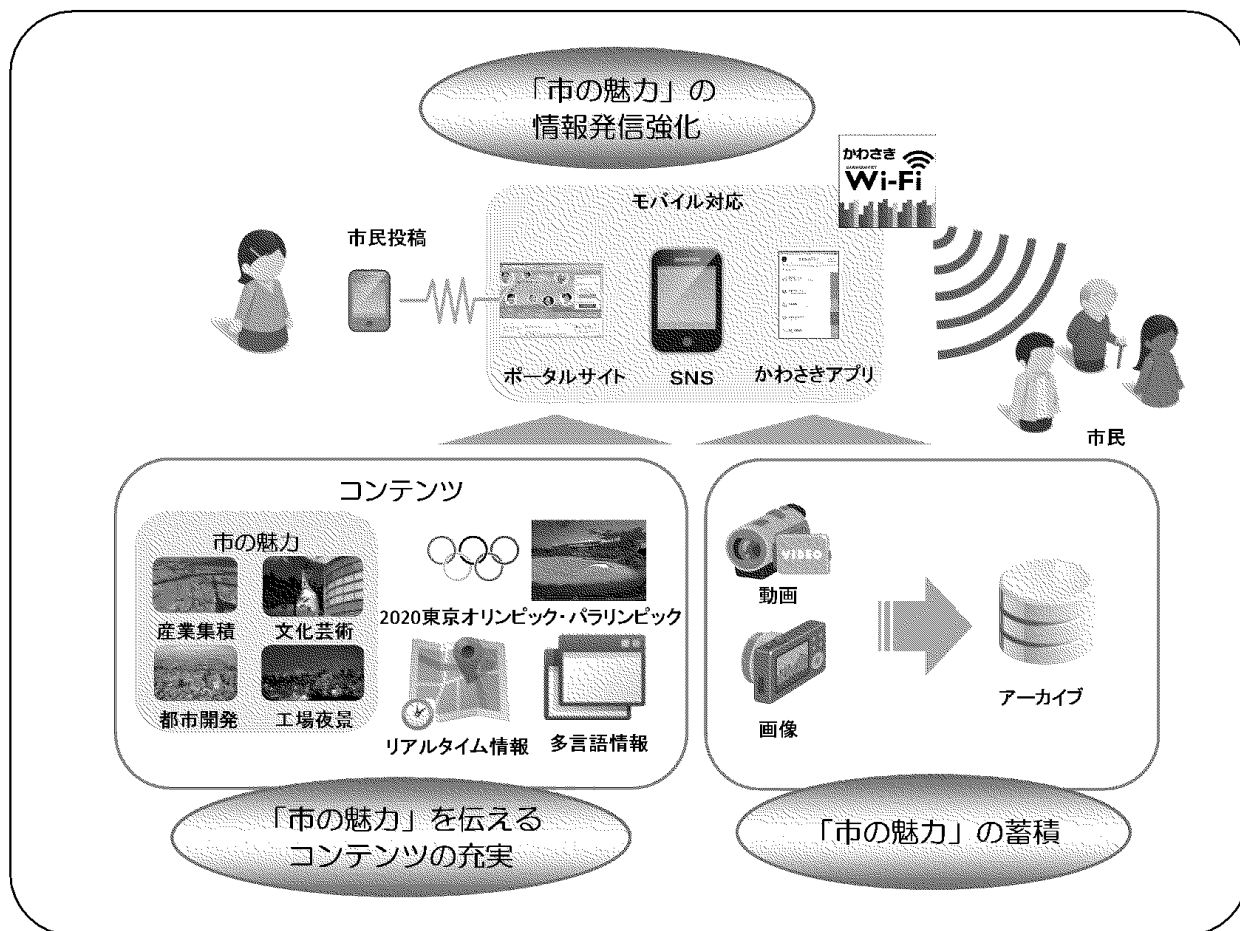 「市の魅力」の
情報発信強化
かわさき
Wi-Fi
モバイル対応
市民投稿
ポータルサイト
SNS
かわさきアプリ
市民
コンテンツ
市の魅力
産業集積
文化芸術
都市開発
工場夜景
2020東京オリンピック・パラリンピック
リアルタイム情報
多言語情報
VIDEO
動画
画像
アーカイブ
「市の魅力」を伝える
コンテンツの充実
「市の魅力」の蓄積